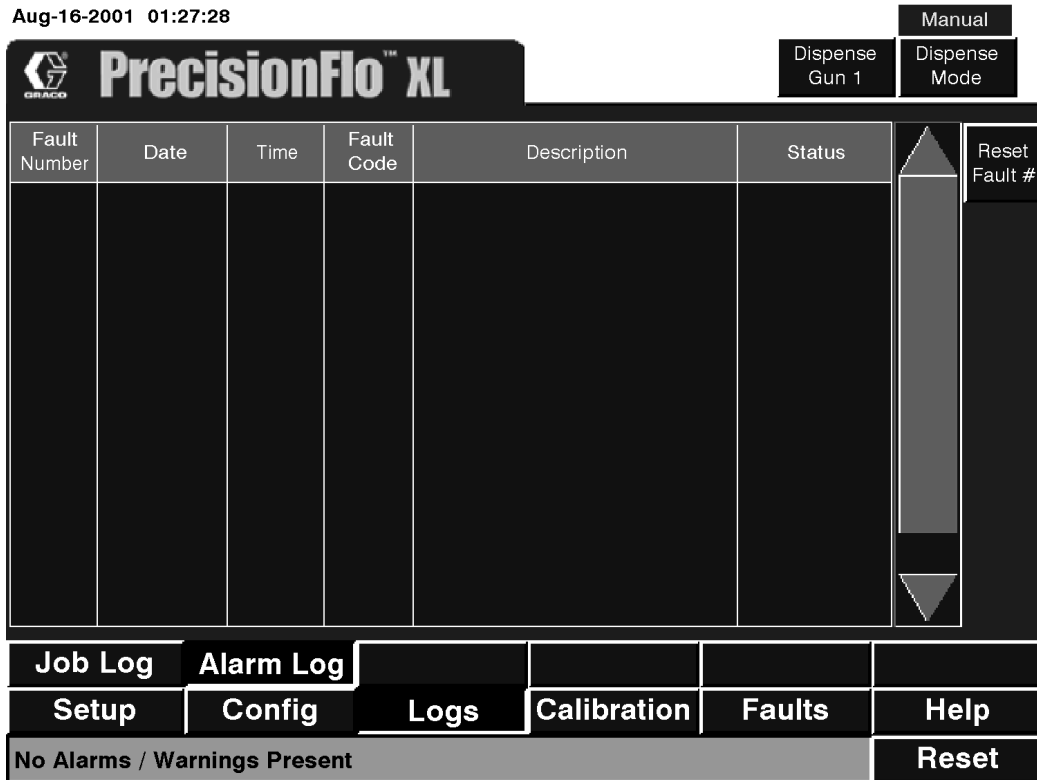 Aug-16-2001 01:27:28
Manual
GRACO
PrecisionFlo™ XL
Dispense
Gun 1
Dispense
Mode
Fault
Number
Date
Time
Fault
Code
Description
Status
Reset
Fault #
Job Log
Alarm Log
Setup
Config
Logs
Calibration
Faults
Help
No Alarms / Warnings Present
Reset